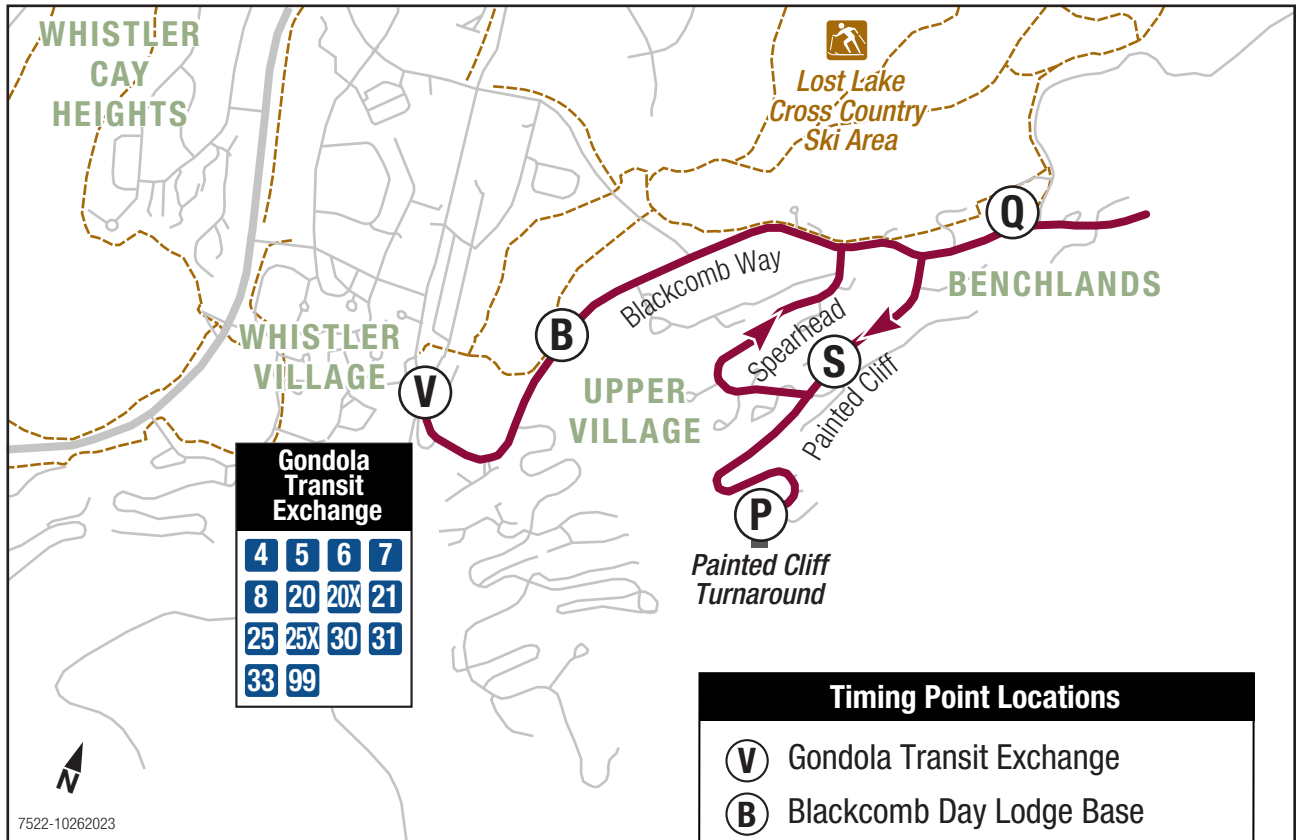 WHISTLER
CAY
HEIGHTS
Lost Lake
Cross Country
Ski Area
Q
BENCHLANDS
Blackcomb Way
B
Spearhead
S
Painted Cliff
WHISTLER
VILLAGE
V
UPPER
VILLAGE
P
Painted Cliff
Turnaround
Gondola
Transit
Exchange
4 5 6 7
8 20 20X 21
25 25X 30 31
33 99
Timing Point Locations
V Gondola Transit Exchange
B Blackcomb Day Lodge Base
N
7522-10262023